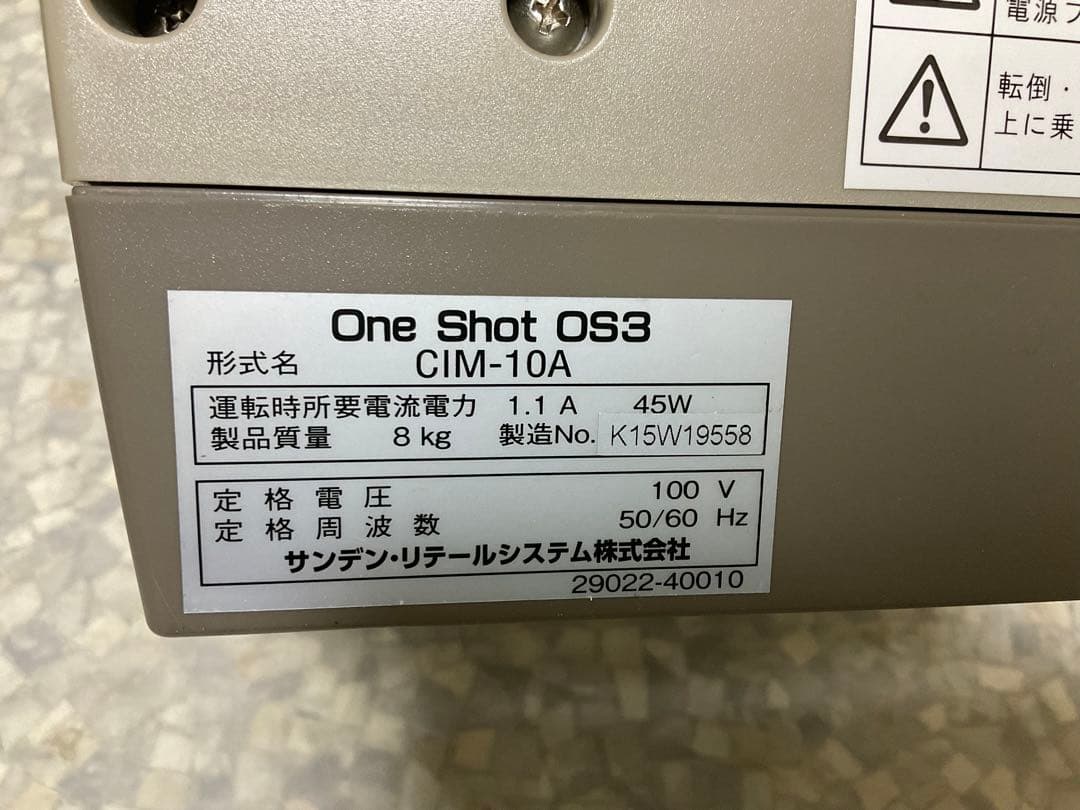 電源プ
転倒・
上に乗
One Shot OS3
形式名 CIM-10A
運転時所要電流電力 1.1 A 45W
製品質量 8 kg 製造No. K15W19558
定格電圧 100 V
定格周波数 50/60 Hz
サンデン・リテールシステム株式会社
29022-40010